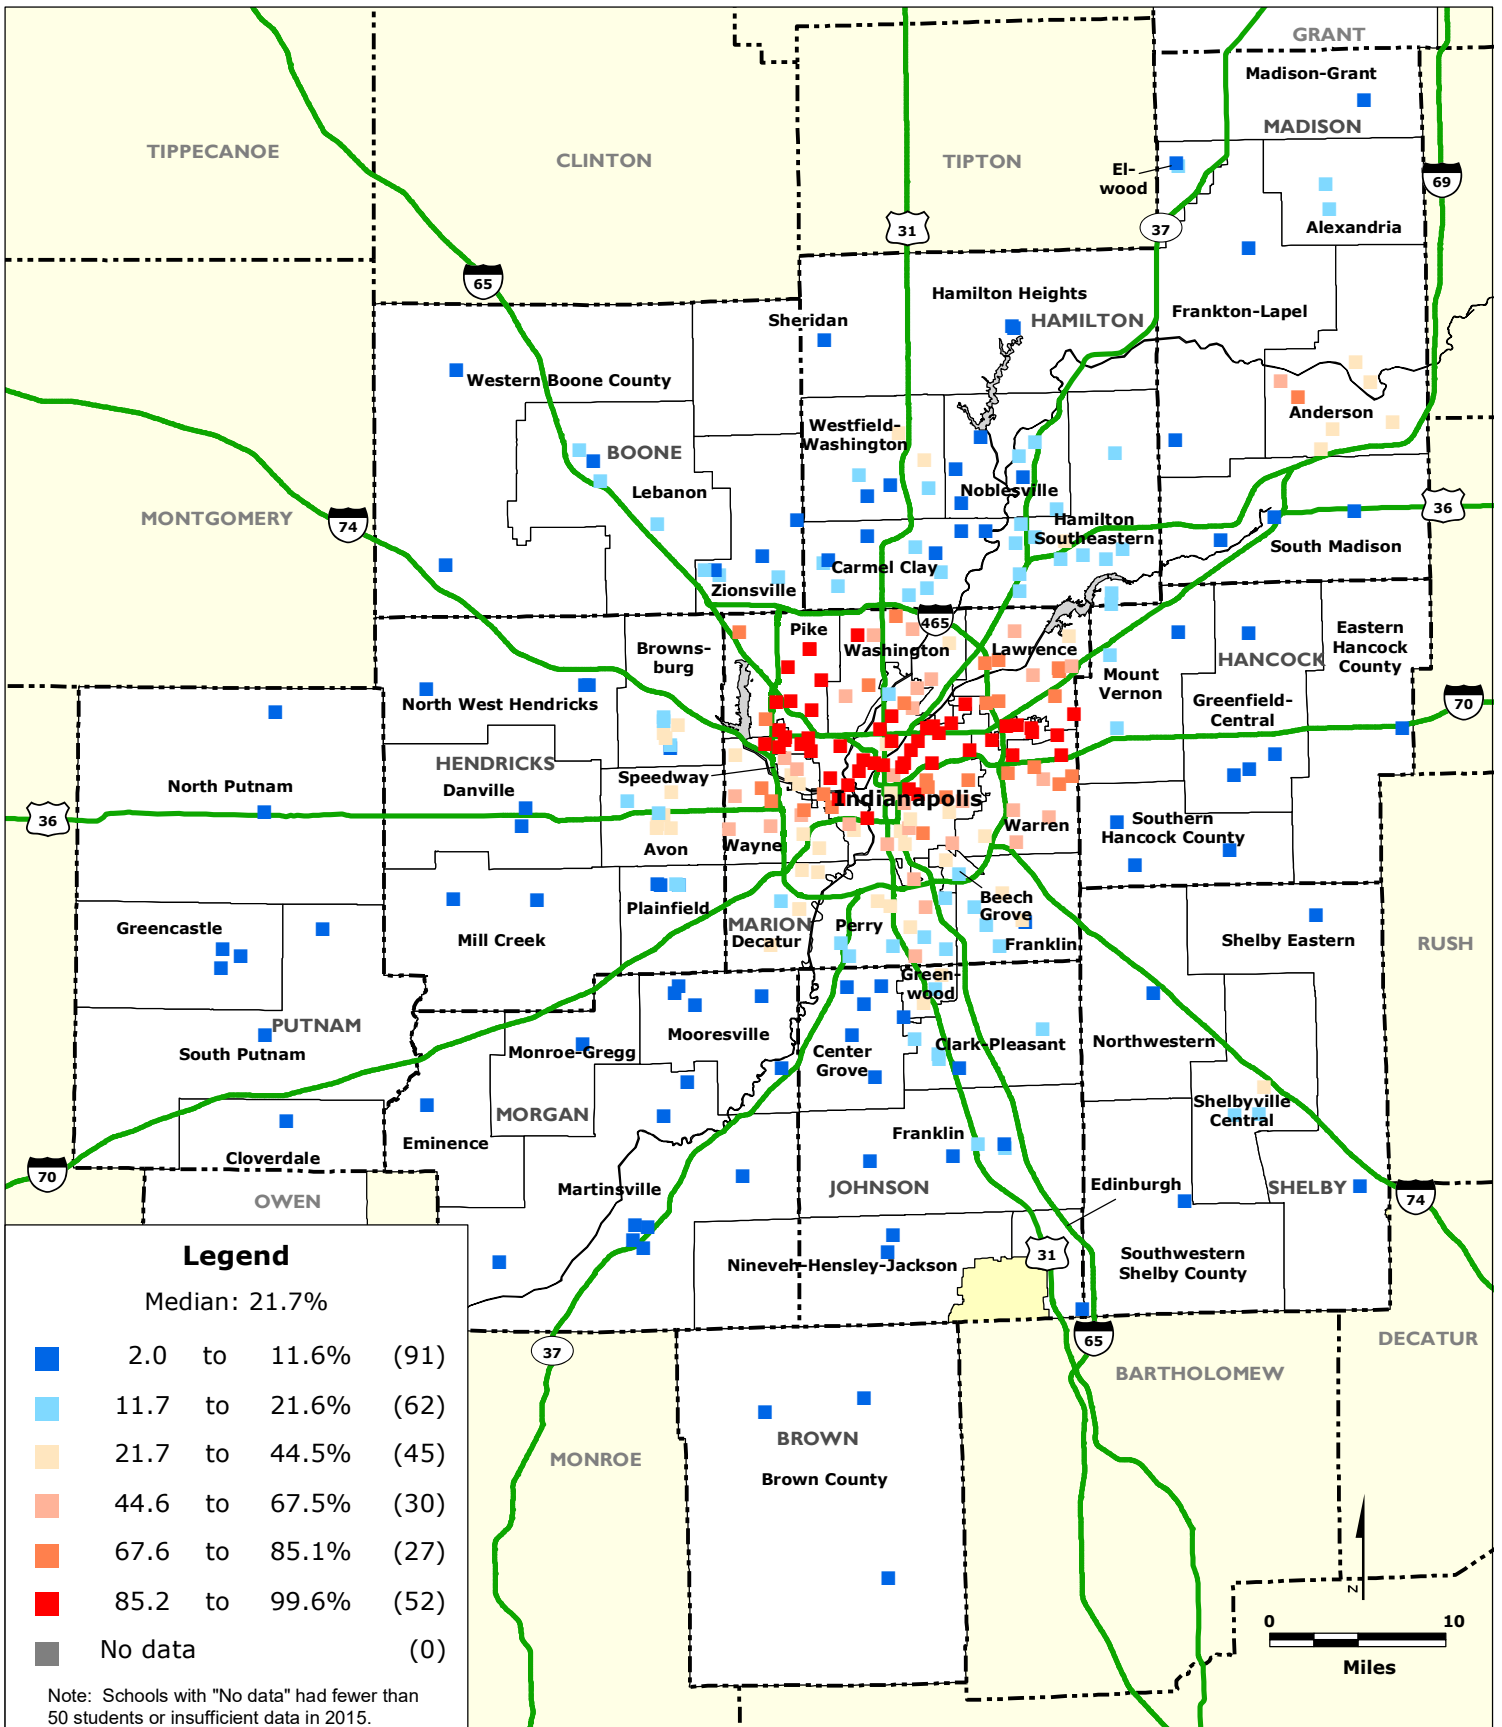 GRANT
Madison-Grant
MADISON
TIPPECANOE
CLINTON
TIPTON
El-
wood
69
Alexandria
31
37
65
Hamilton Heights
Sheridan
HAMILTON
Frankton-Lapel
Western Boone County
Anderson
Westfield-
Washington
BOONE
Lebanon
Noblesville
MONTGOMERY
74
36
Hamilton
Southeastern
South Madison
Carmel Clay
Zionsville
465
Pike
Washington
Lawrence
Browns-
burg
Eastern
Hancock
County
HANCOCK
Mount
Vernon
North West Hendricks
Greenfield-
Central
70
HENDRICKS
Speedway
North Putnam
Danville
Indianapolis
36
Southern
Hancock County
Warren
Avon
Wayne
Plainfield
Beech
Grove
Greencastle
MARION
Decatur
Perry
Mill Creek
Franklin
Shelby Eastern
RUSH
Green-
wood
PUTNAM
South Putnam
Mooresville
Monroe-Gregg
Center
Grove
Clark-Pleasant
Northwestern
MORGAN
Shelbyville
Central
Eminence
Franklin
Cloverdale
70
OWEN
Martinsville
JOHNSON
Edinburgh
SHELBY
74
31
Nineveh-Hensley-Jackson
Southwestern
Shelby County
65
37
DECATUR
BARTHOLOMEW
BROWN
Brown County
MONROE
Legend
Median: 21.7%
2.0 to 11.6% (91)
11.7 to 21.6% (62)
21.7 to 44.5% (45)
44.6 to 67.5% (30)
67.6 to 85.1% (27)
85.2 to 99.6% (52)
No data (0)
Note: Schools with "No data" had fewer than
50 students or insufficient data in 2015.
N
0 10
Miles